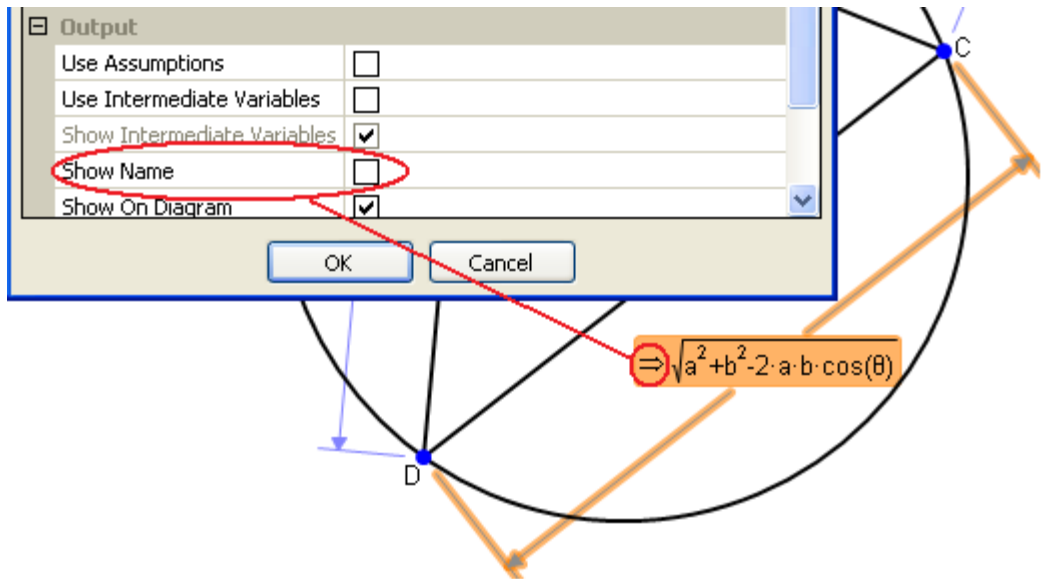 Output
Use Assumptions
Use Intermediate Variables
Show Intermediate Variables
Show Name
Show On Diagram
OK
Cancel
C
⇒√a²+b²-2·a·b·cos(θ)
D